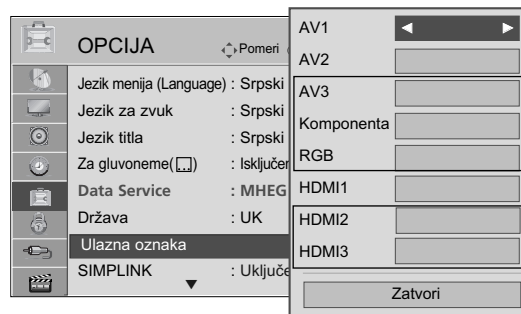 OPCIJA
Pomeri
Jezik menija (Language) : Srpski
Jezik za zvuk : Srpski
Jezik titla : Srpski
Za gluvoneme( ) : Isključen
Data Service : MHEG
Država : UK
Ulazna oznaka
SIMPLINK : Uključe
AV1
AV2
AV3
Komponenta
RGB
HDMI1
HDMI2
HDMI3
Zatvori